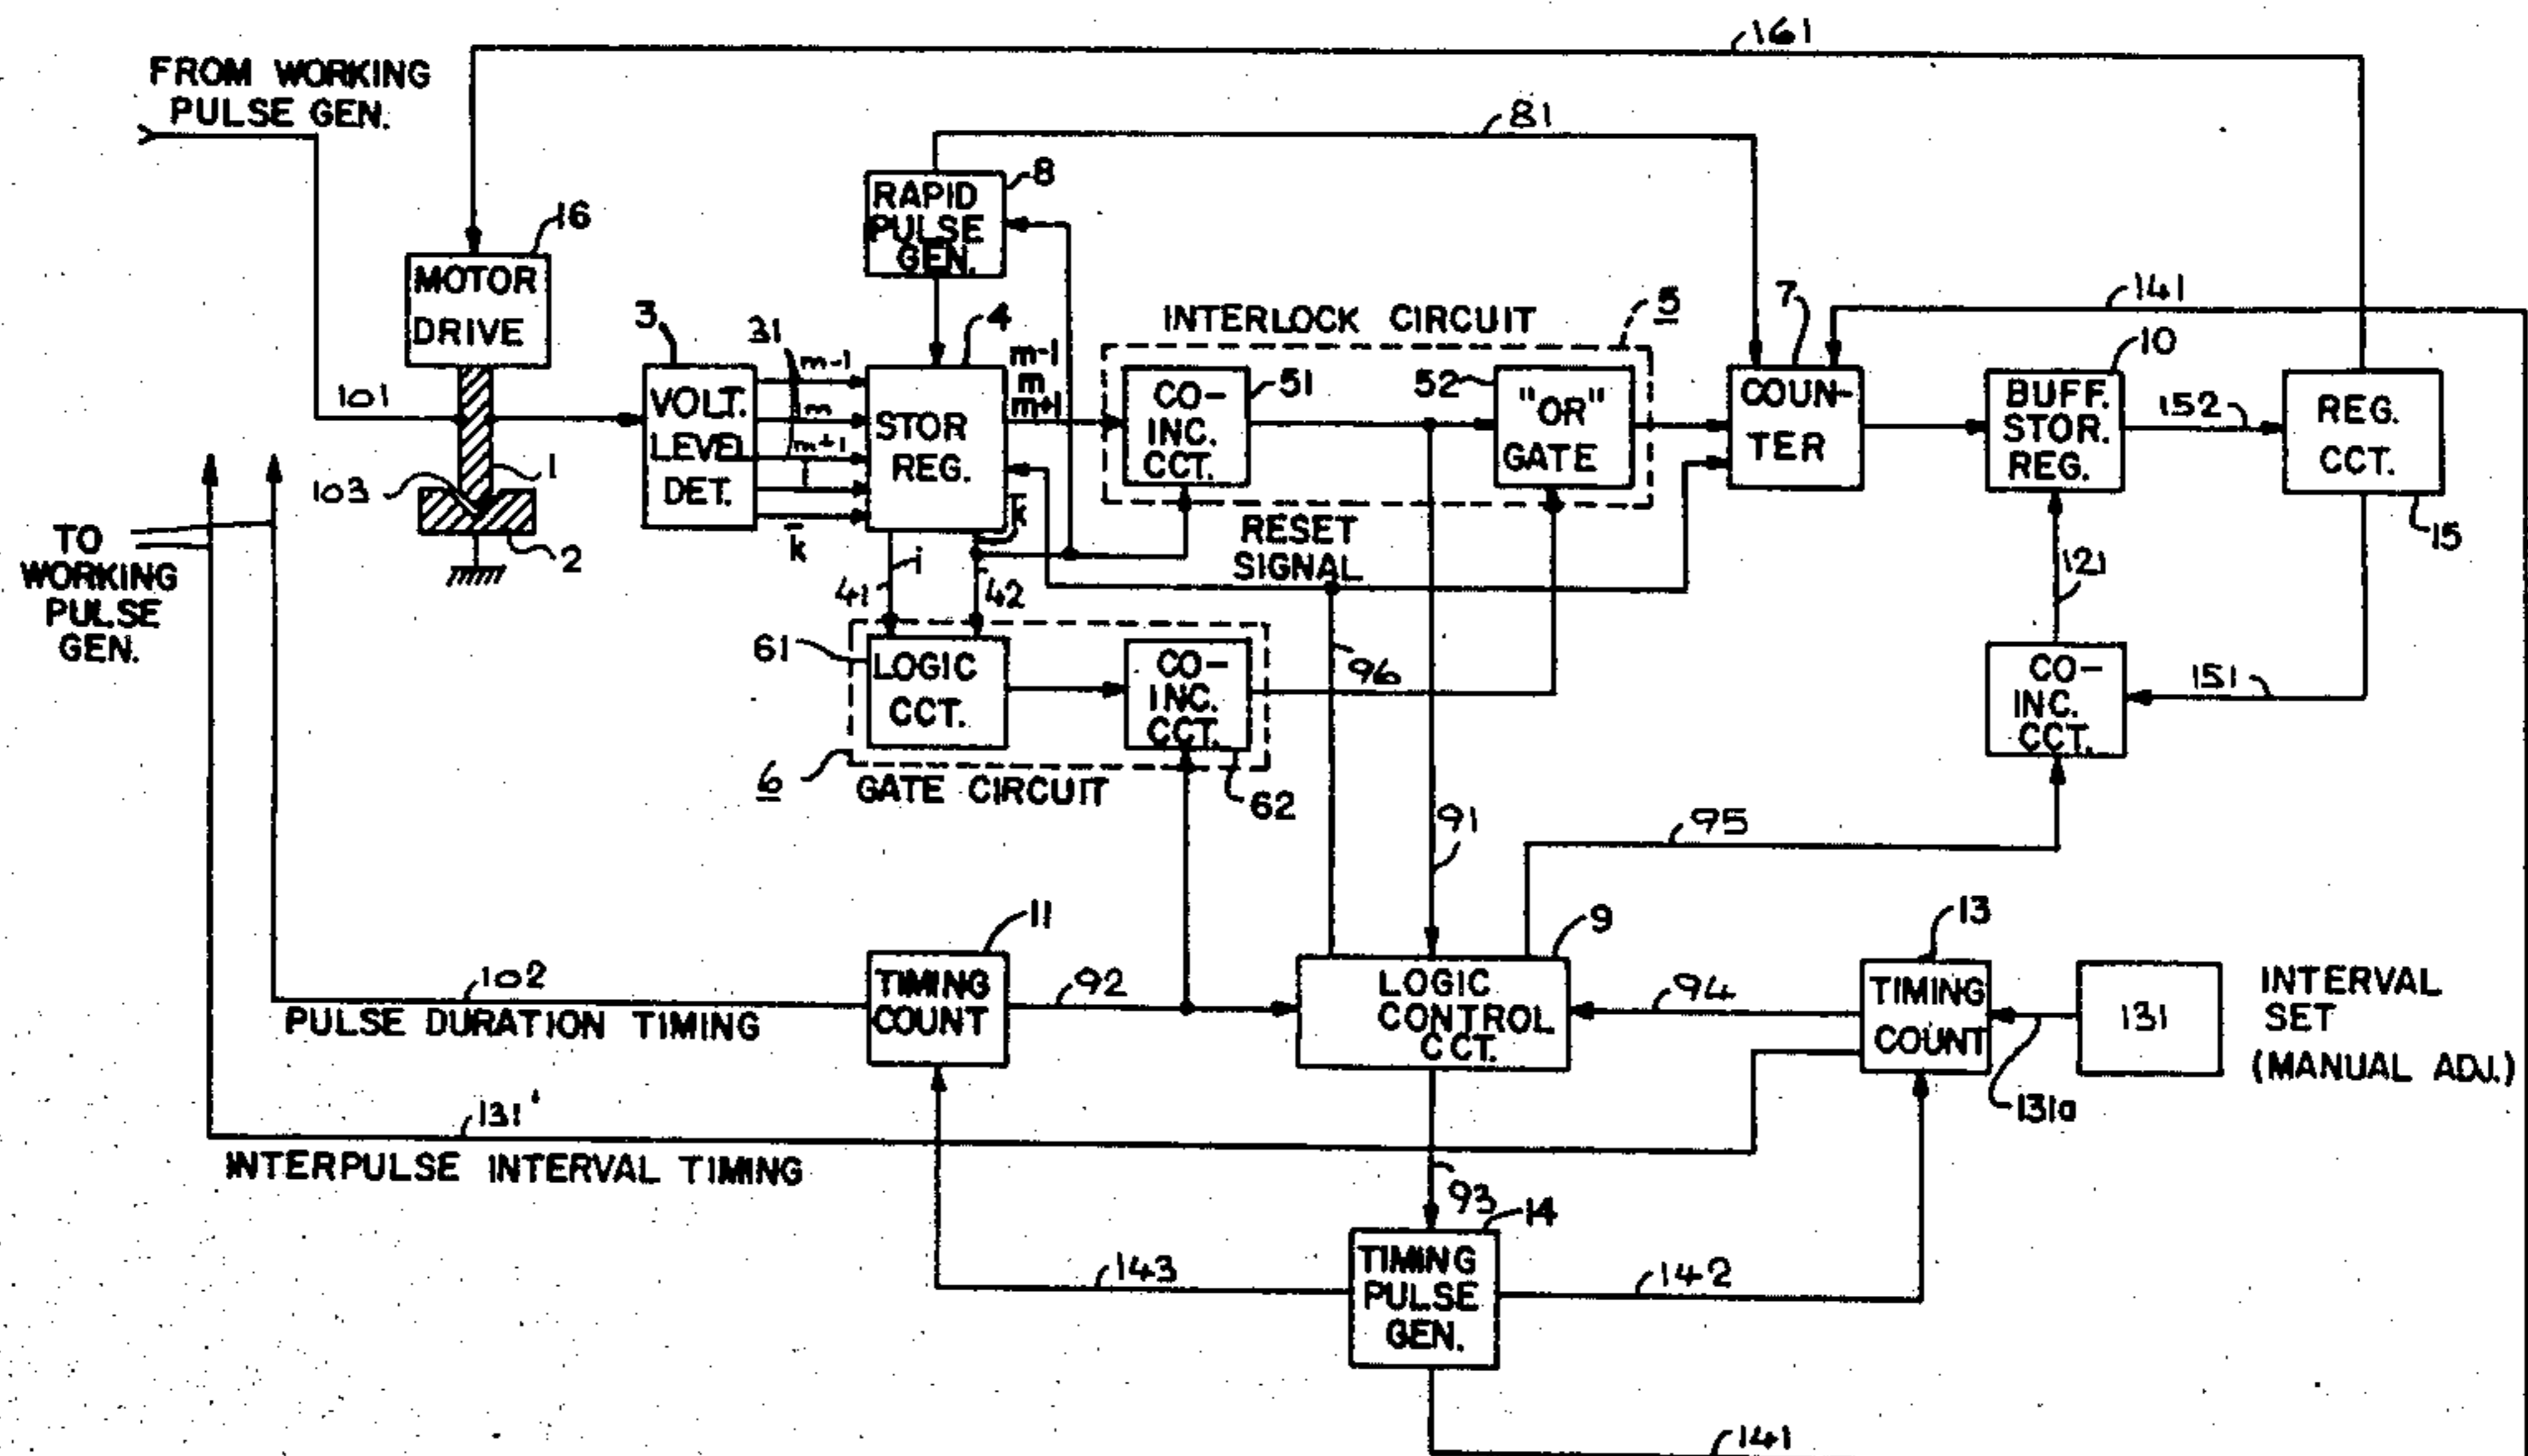 161
FROM WORKING
PULSE GEN.
81
RAPID
PULSE
GEN.
8
16
MOTOR
DRIVE
101
103
1
2
TO
WORKING
PULSE
GEN.
3
VOLT.
LEVEL
DET.
31
m-1
m
m+1
i
k̅
4
STOR
REG.
m-1
m
m+1
k̅
INTERLOCK CIRCUIT
5
CO-
INC.
CCT.
51
52
"OR"
GATE
7
COUN-
TER
141
10
BUFF.
STOR.
REG.
152
REG.
CCT.
15
RESET
SIGNAL
41
i
42
61
LOGIC
CCT.
CO-
INC.
CCT.
62
6
GATE CIRCUIT
96
121
CO-
INC.
CCT.
151
91
95
11
TIMING
COUNT
102
PULSE DURATION TIMING
92
9
LOGIC
CONTROL
CCT.
94
13
TIMING
COUNT
131
131a
INTERVAL
SET
(MANUAL ADJ.)
131'
INTERPULSE INTERVAL TIMING
93
14
TIMING
PULSE
GEN.
143
142
141